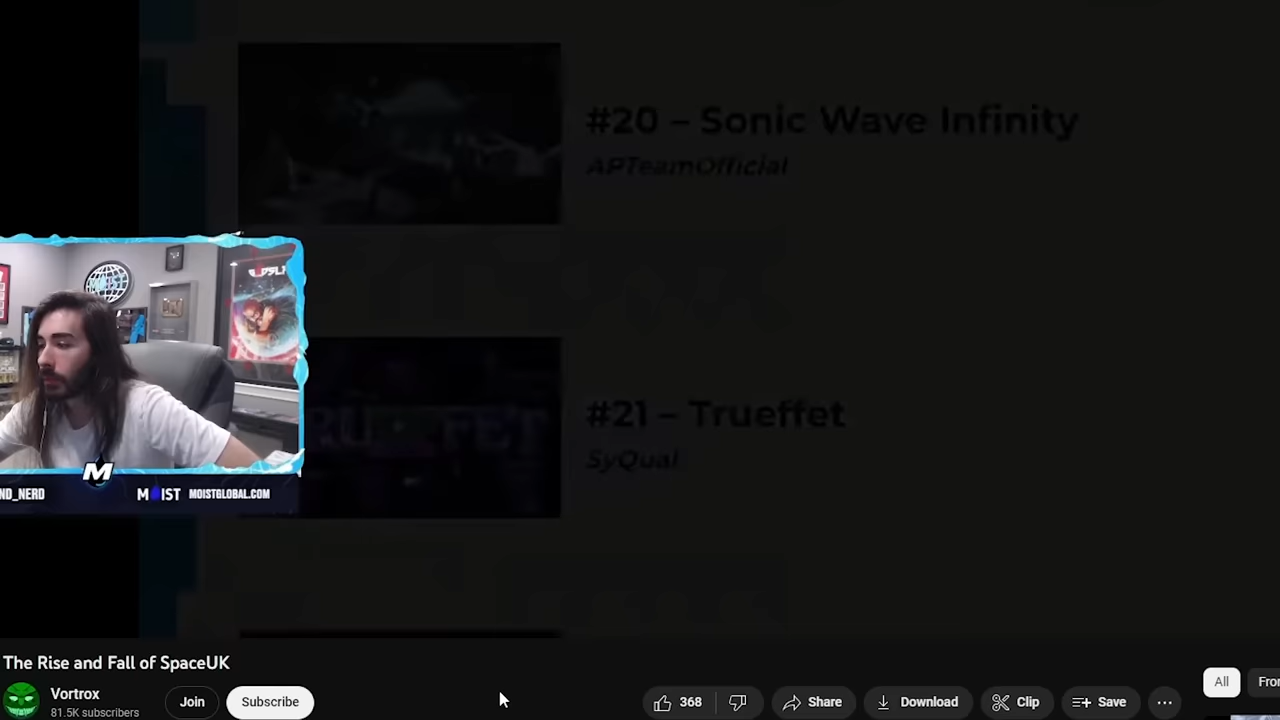 #20 – Sonic Wave Infinity
APTeamOfficial
#21 – Trueffet
SyQual
M
ND_NERD
MOIST MOISTGLOBAL.COM
The Rise and Fall of SpaceUK
Vortrox
81.5K subscribers
Join
Subscribe
368
Share
Download
Clip
Save
All
Fro